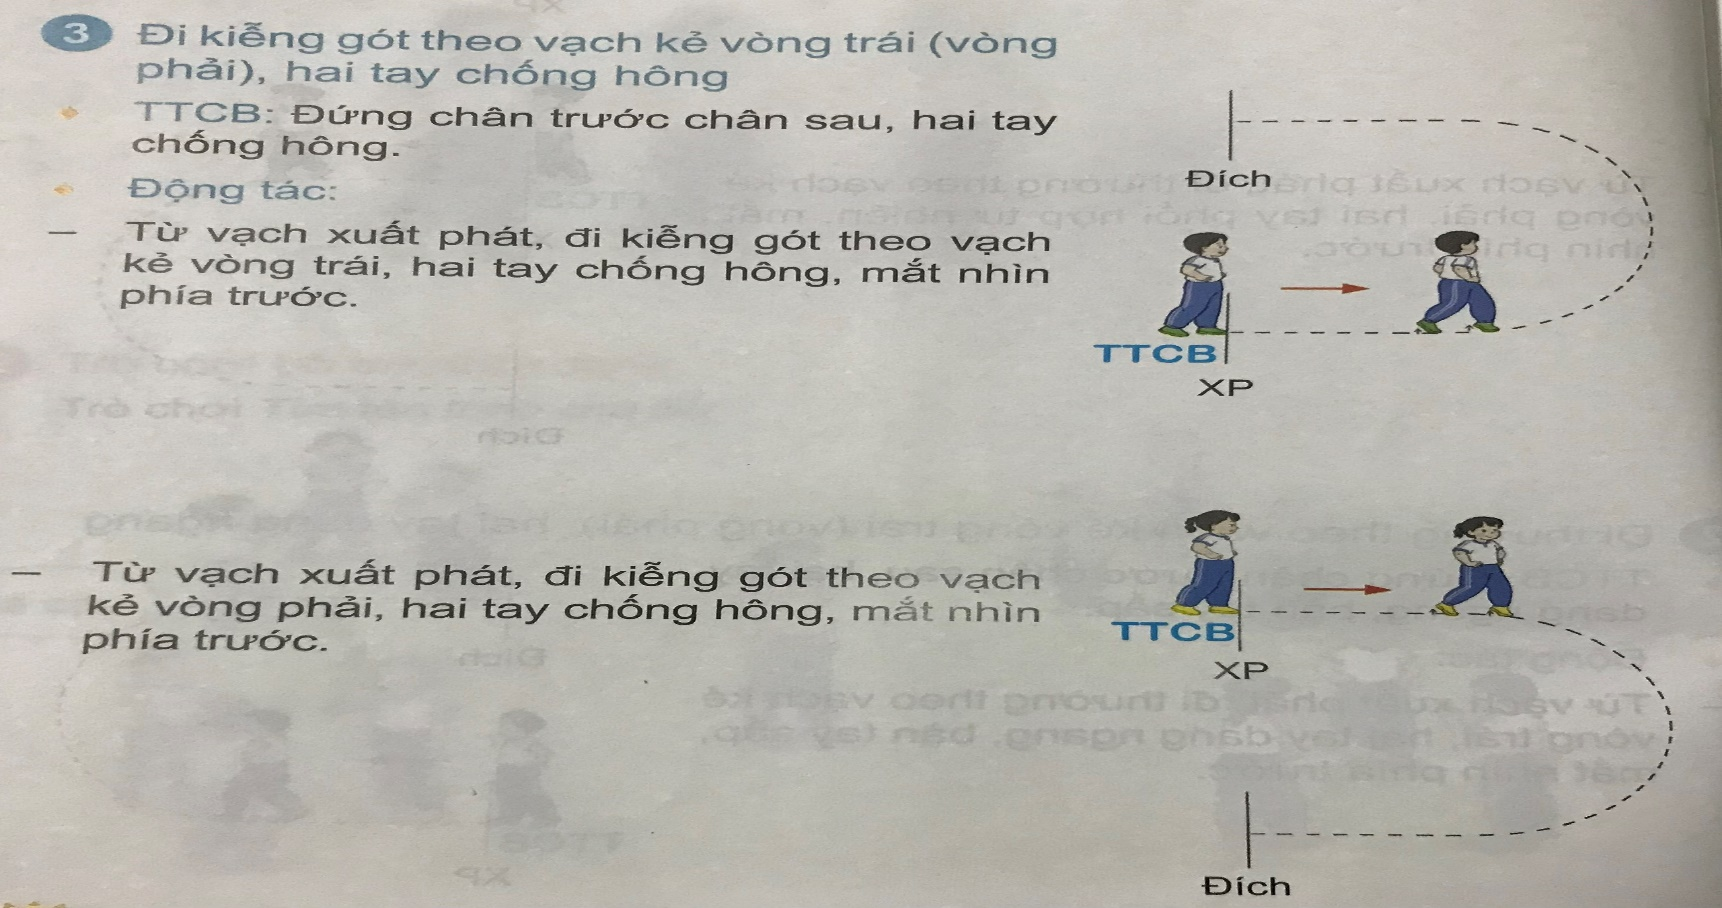 3 Đi kiễng gót theo vạch kẻ vòng trái (vòng
phải), hai tay chống hông
TTCB: Đứng chân trước chân sau, hai tay
chống hông.
Động tác:
— Từ vạch xuất phát, đi kiễng gót theo vạch
kẻ vòng trái, hai tay chống hông, mắt nhìn
phía trước.
Đích
TTCB
XP
— Từ vạch xuất phát, đi kiễng gót theo vạch
kẻ vòng phải, hai tay chống hông, mắt nhìn
phía trước.
TTCB
XP
Đích